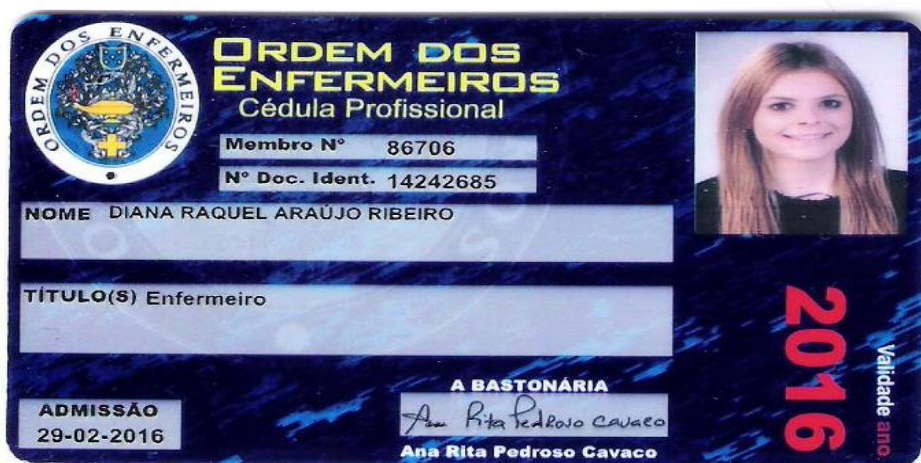 ORDEM DOS ENFERMEIROS
ORDEM DOS
ENFERMEIROS
Cédula Profissional
Membro Nº 86706
Nº Doc. Ident. 14242685
NOME DIANA RAQUEL ARAÚJO RIBEIRO
TÍTULO(S) Enfermeiro
ADMISSÃO
29-02-2016
A BASTONÁRIA
Ana Rita Pedroso Cavaco
Ana Rita Pedroso Cavaco
2016
Validade ano